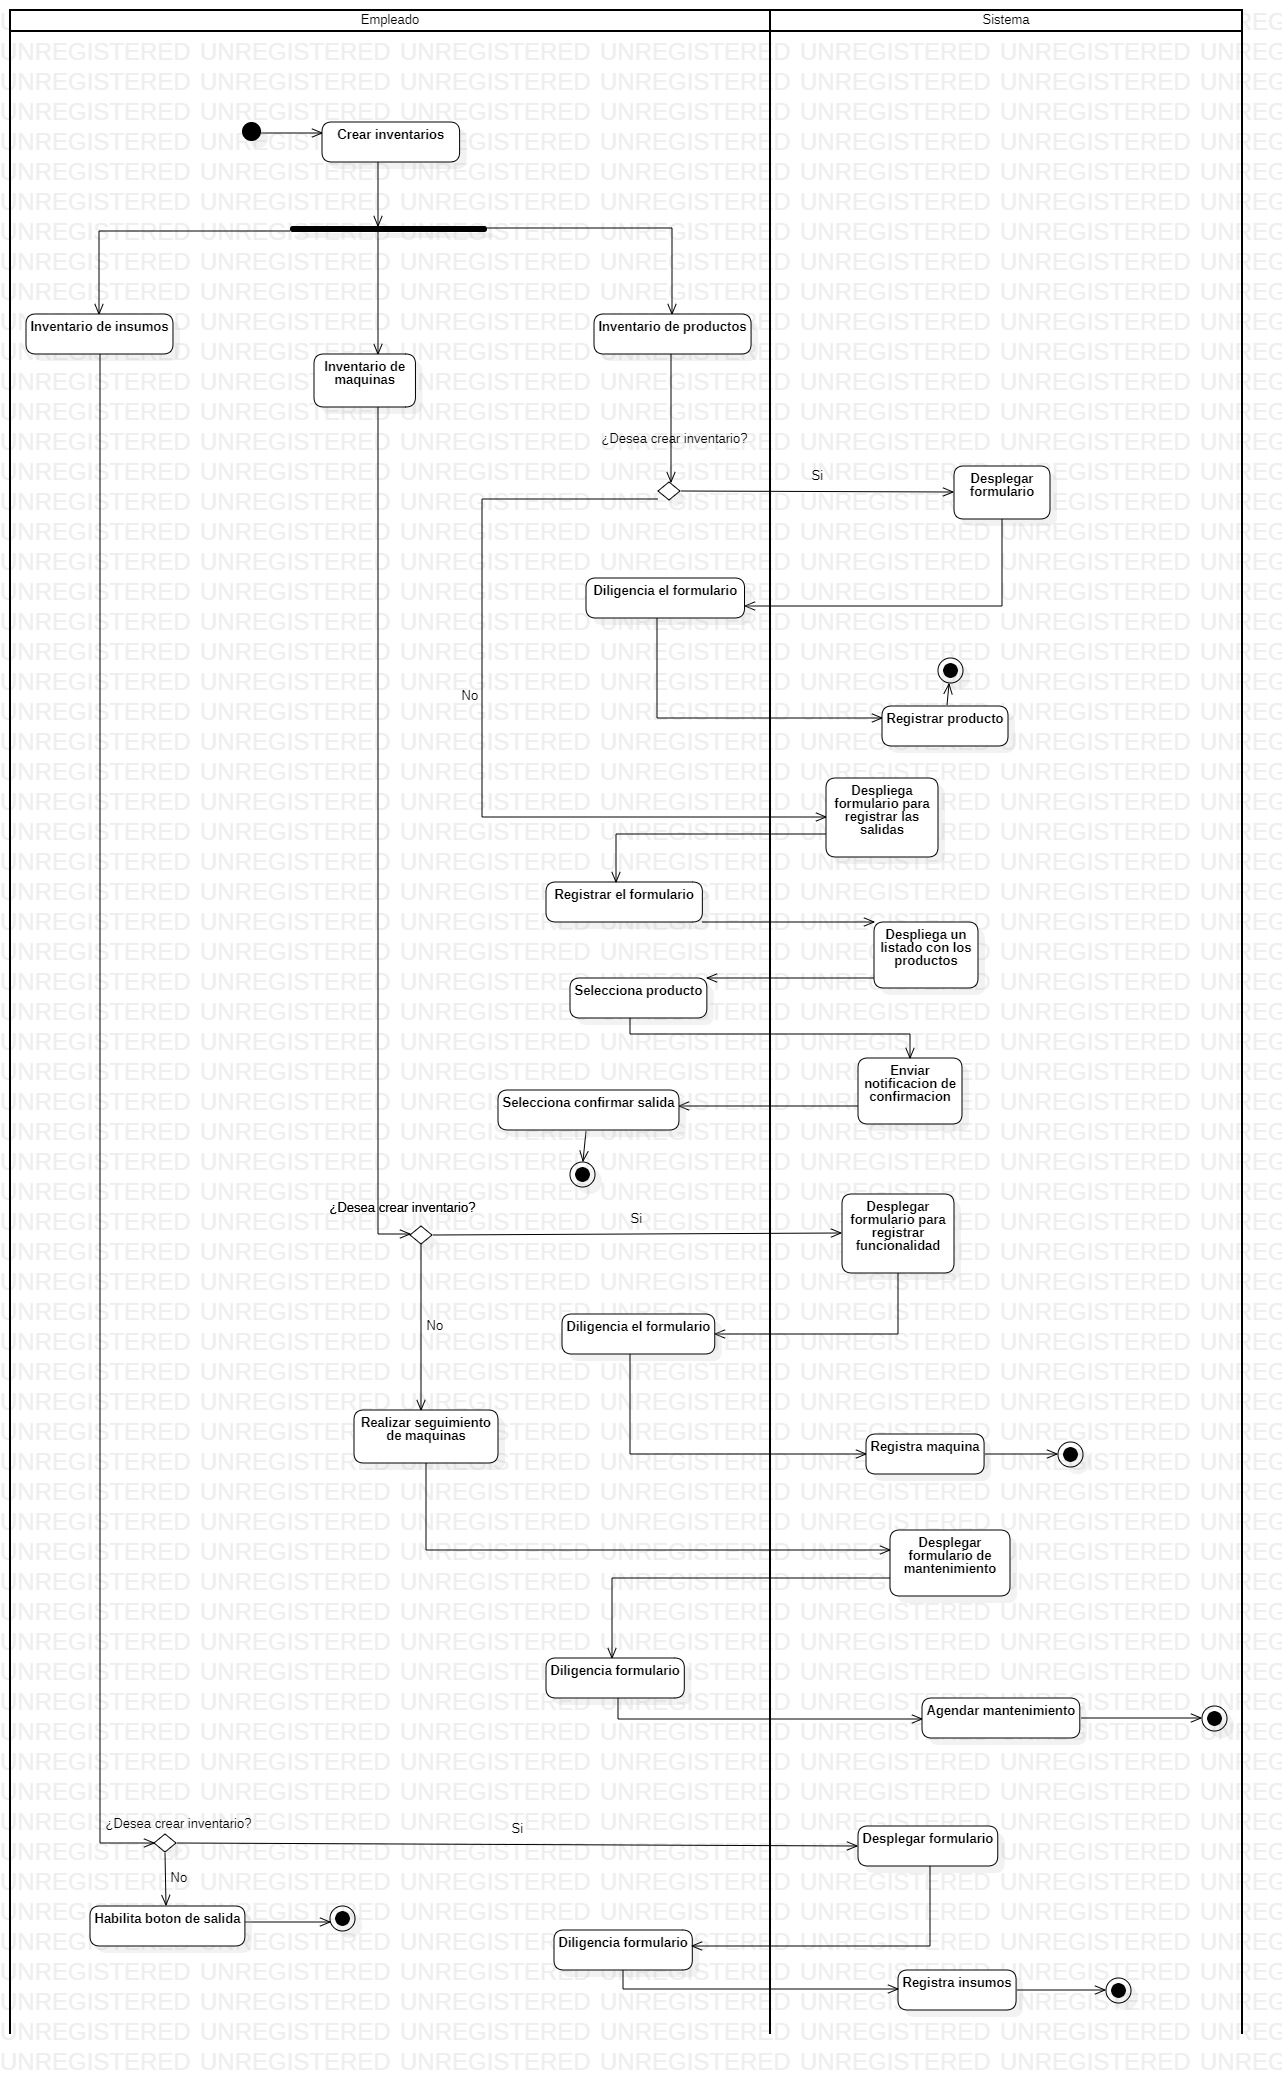 Empleado
Sistema
Crear inventarios
Inventario de insumos
Inventario de
maquinas
Inventario de productos
¿Desea crear inventario?
Si
Desplegar
formulario
Diligencia el formulario
No
Registrar producto
Despliega
formulario para
registrar las
salidas
Registrar el formulario
Despliega un
listado con los
productos
Selecciona producto
Enviar
notificacion de
confirmacion
Selecciona confirmar salida
¿Desea crear inventario?
Si
Desplegar
formulario para
registrar
funcionalidad
Diligencia el formulario
No
Realizar seguimiento
de maquinas
Registra maquina
Desplegar
formulario de
mantenimiento
Diligencia formulario
Agendar mantenimiento
¿Desea crear inventario?
Si
Desplegar formulario
No
Habilita boton de salida
Diligencia formulario
Registra insumos
UNREGISTERED